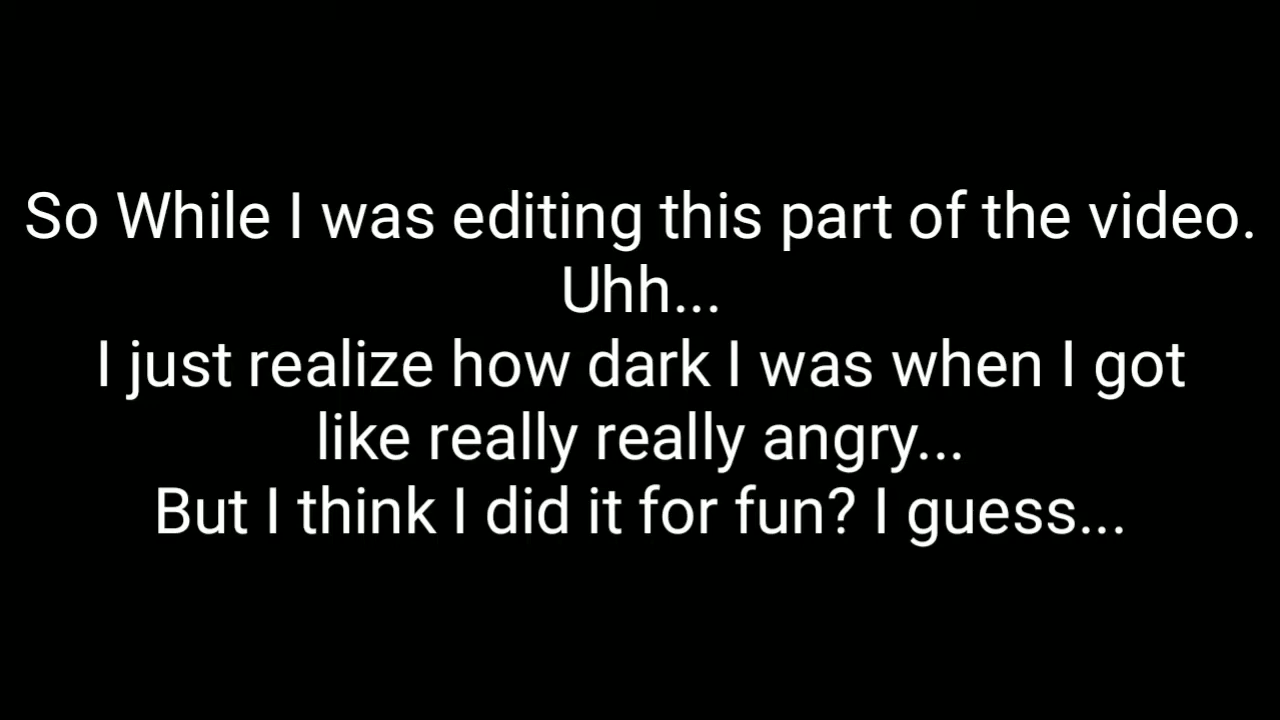 So While I was editing this part of the video.
Uhh...
I just realize how dark I was when I got
like really really angry...
But I think I did it for fun? I guess...